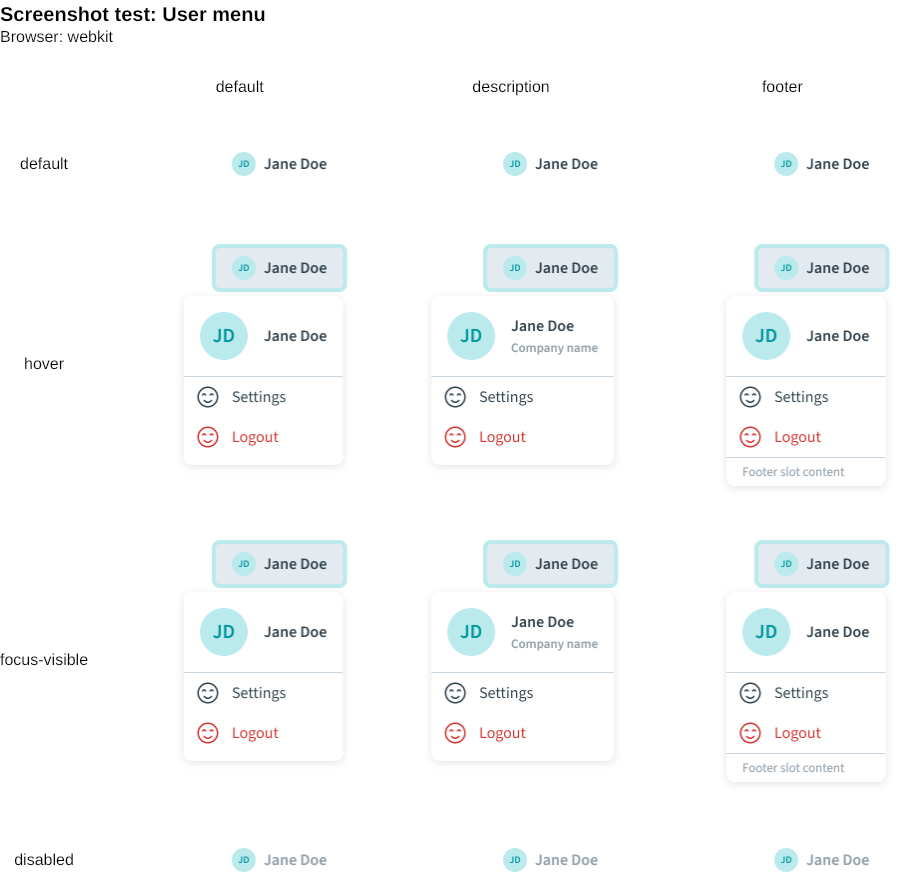 Screenshot test: User menu
Browser: webkit
default description footer
default JD Jane Doe JD Jane Doe JD Jane Doe
JD Jane Doe JD Jane Doe JD Jane Doe
hover
JD Jane Doe
Settings
Logout
JD Jane Doe
Company name
Settings
Logout
JD Jane Doe
Settings
Logout
Footer slot content
JD Jane Doe JD Jane Doe JD Jane Doe
focus-visible
JD Jane Doe
Settings
Logout
JD Jane Doe
Company name
Settings
Logout
JD Jane Doe
Settings
Logout
Footer slot content
disabled JD Jane Doe JD Jane Doe JD Jane Doe